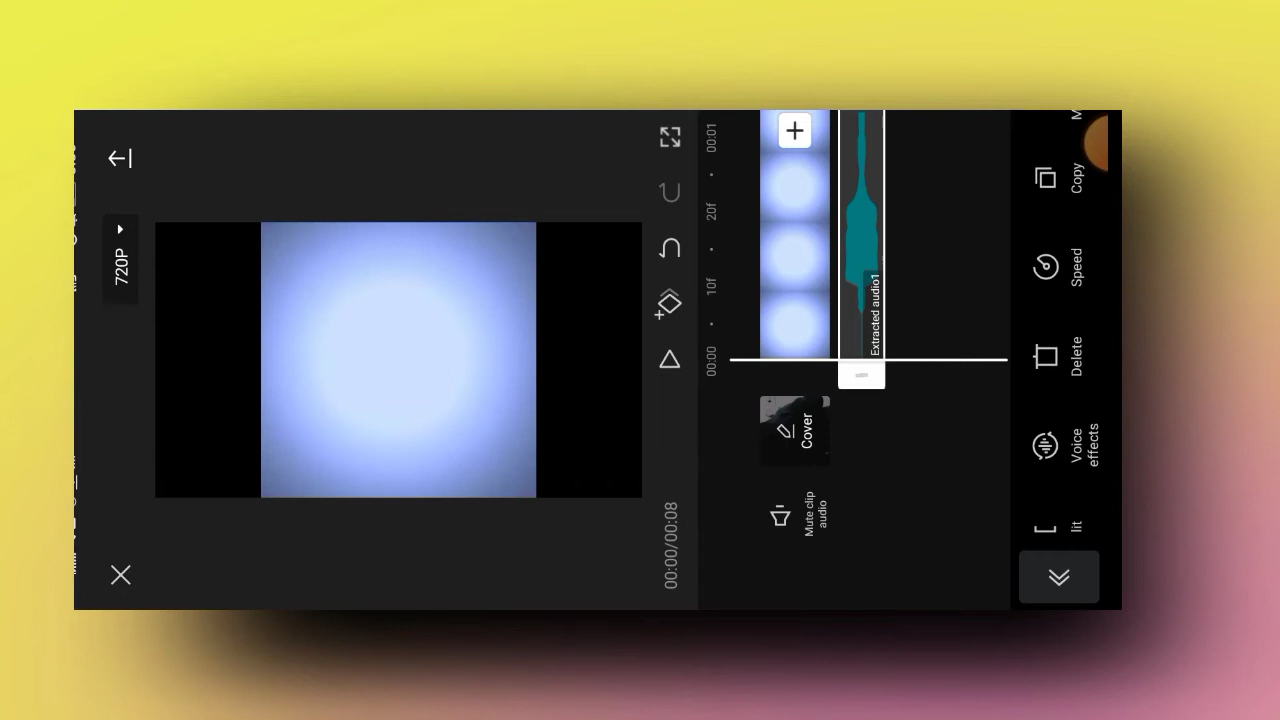 720P
00:00/00:08
00:00
10f
20f
00:01
Cover
Mute clip
audio
Extracted audio1
lit
Voice
effects
Delete
Speed
Copy
M